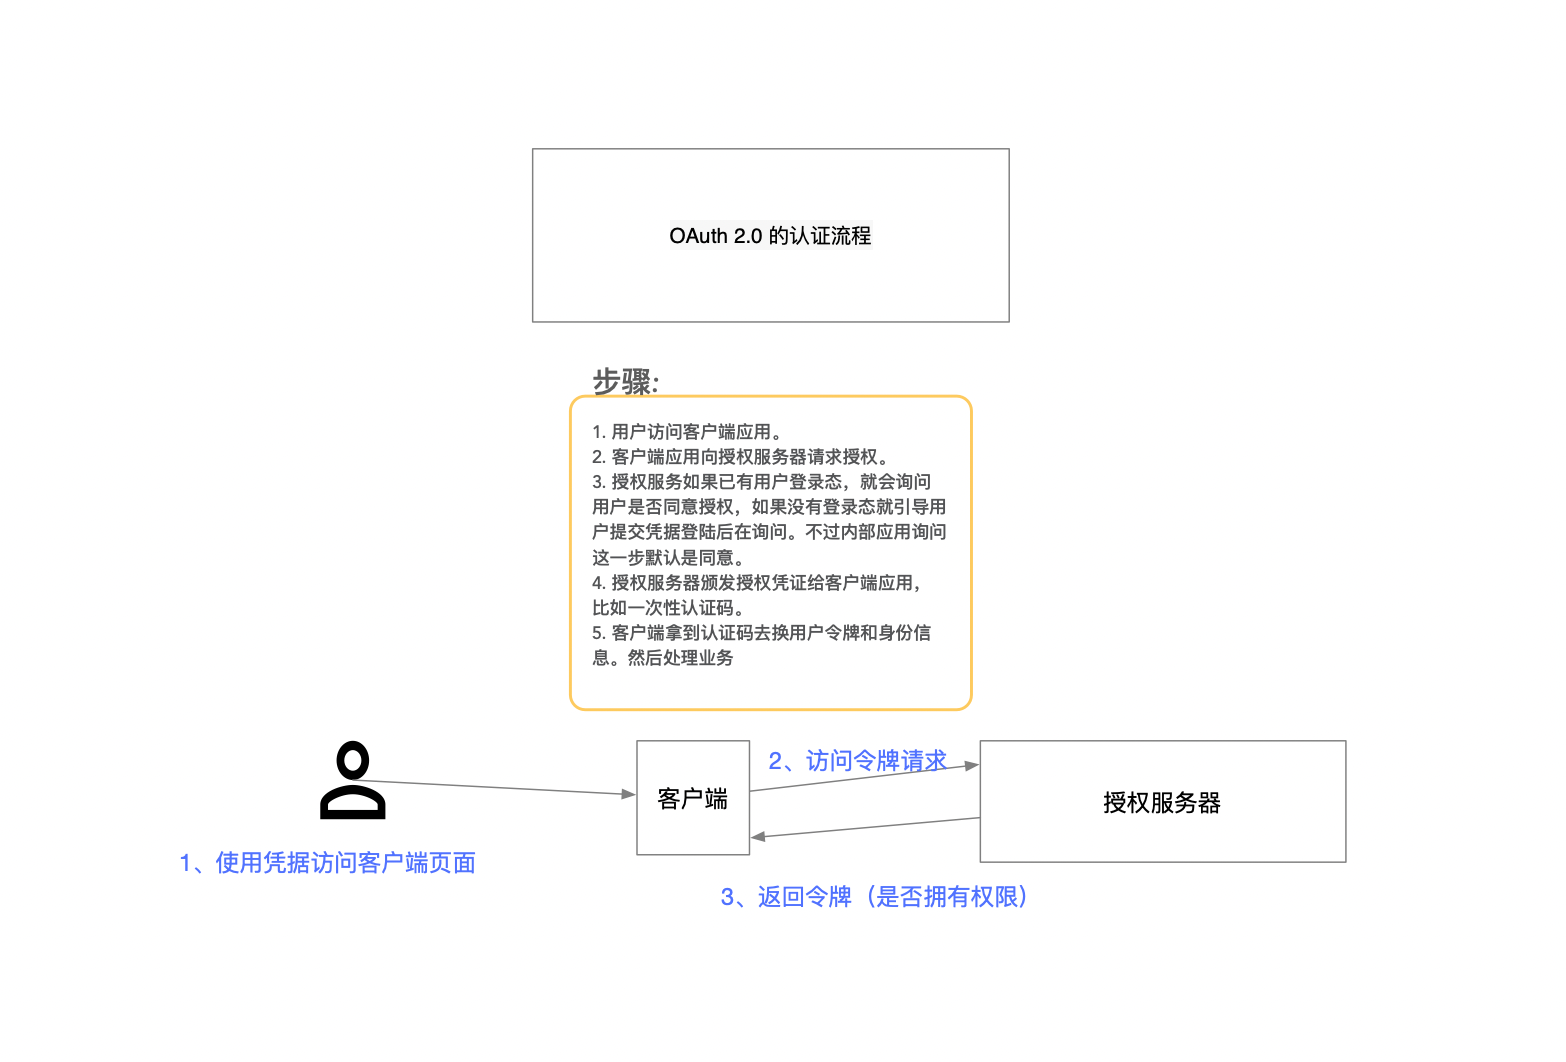 OAuth 2.0 的认证流程
步骤:
1. 用户访问客户端应用。
2. 客户端应用向授权服务器请求授权。
3. 授权服务如果已有用户登录态，就会询问
用户是否同意授权，如果没有登录态就引导用
户提交凭据登陆后在询问。不过内部应用询问
这一步默认是同意。
4. 授权服务器颁发授权凭证给客户端应用，
比如一次性认证码。
5. 客户端拿到认证码去换用户令牌和身份信
息。然后处理业务
2、访问令牌请求
客户端
授权服务器
1、使用凭据访问客户端页面
3、返回令牌（是否拥有权限）